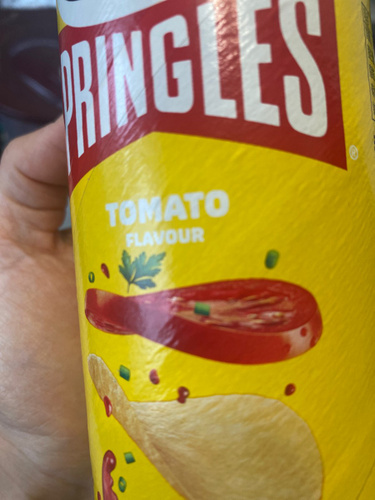 PRINGLES
®
TOMATO
FLAVOUR